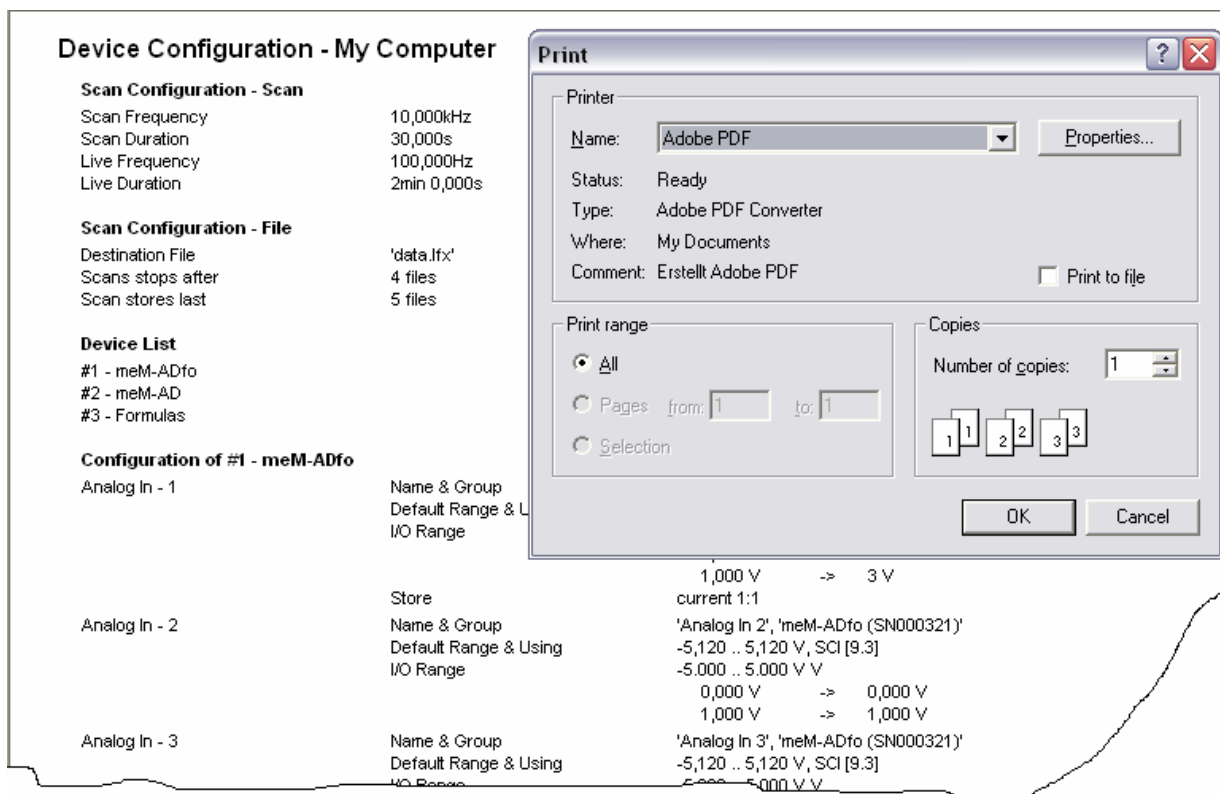 Device Configuration - My Computer
Scan Configuration - Scan
Scan Frequency 10,000kHz
Scan Duration 30,000s
Live Frequency 100,000Hz
Live Duration 2min 0,000s
Scan Configuration - File
Destination File 'data.lfx'
Scans stops after 4 files
Scan stores last 5 files
Device List
#1 - meM-ADfo
#2 - meM-AD
#3 - Formulas
Configuration of #1 - meM-ADfo
Analog In - 1 Name & Group
Default Range & U
I/O Range
1,000 V -> 3 V
Store current 1:1
Analog In - 2 Name & Group 'Analog In 2', 'meM-ADfo (SN000321)'
Default Range & Using -5,120 .. 5,120 V, SCI [9.3]
I/O Range -5.000 .. 5.000 V V
0,000 V -> 0,000 V
1,000 V -> 1,000 V
Analog In - 3 Name & Group 'Analog In 3', 'meM-ADfo (SN000321)'
Default Range & Using -5,120 .. 5,120 V, SCI [9.3]
I/O Range -5.000 .. 5.000 V V
Print
Printer
Name: Adobe PDF Properties...
Status: Ready
Type: Adobe PDF Converter
Where: My Documents
Comment: Erstellt Adobe PDF Print to file
Print range
All
Pages from: 1 to: 1
Selection
Copies
Number of copies: 1
1 1 2 2 3 3
OK Cancel